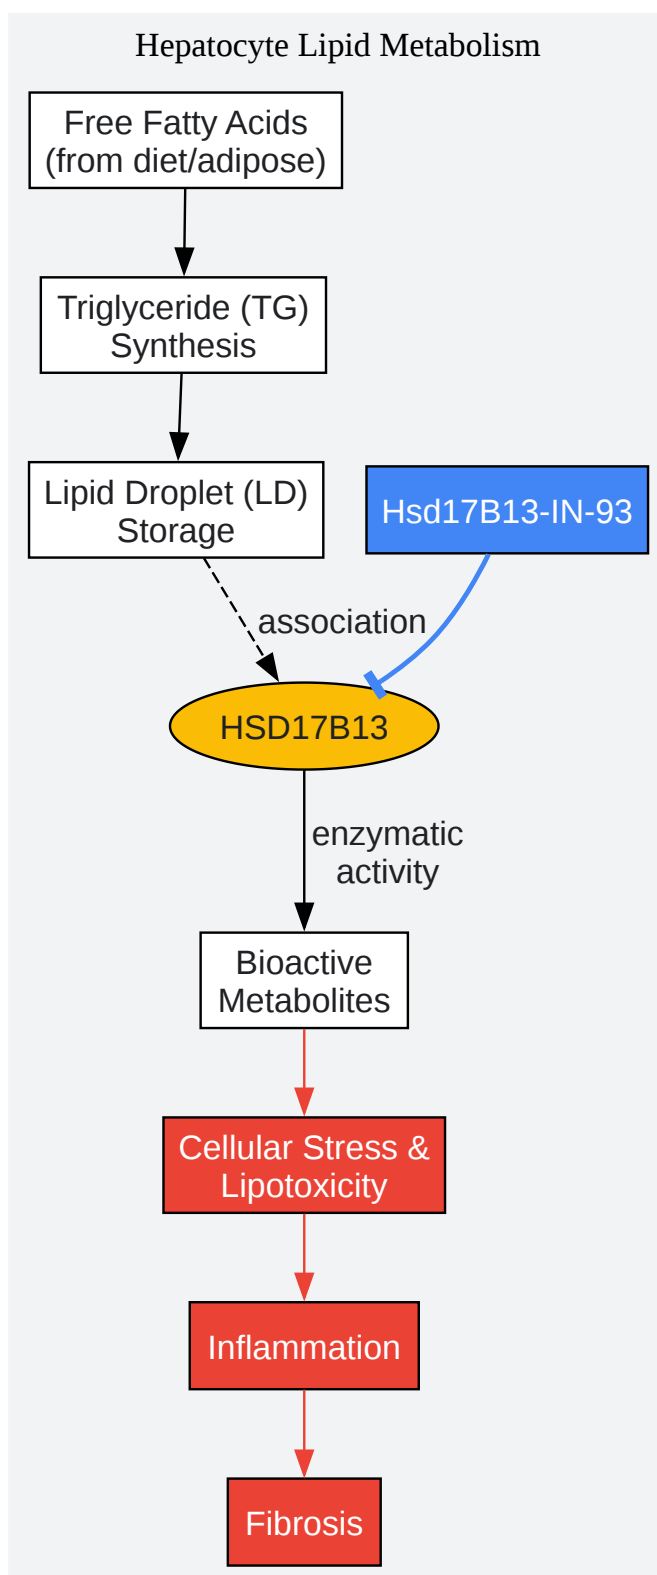 Hepatocyte Lipid Metabolism
Free Fatty Acids
(from diet/adipose)
Triglyceride (TG)
Synthesis
Lipid Droplet (LD)
Storage
Hsd17B13-IN-93
association
HSD17B13
enzymatic
activity
Bioactive
Metabolites
Cellular Stress &
Lipotoxicity
Inflammation
Fibrosis